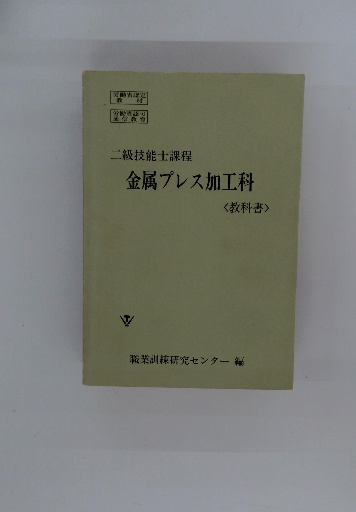 労働省認定
教材
労働省認可
通信教育
二級技能士課程
金属プレス加工科
〈教科書〉
職業訓練研究センター 編